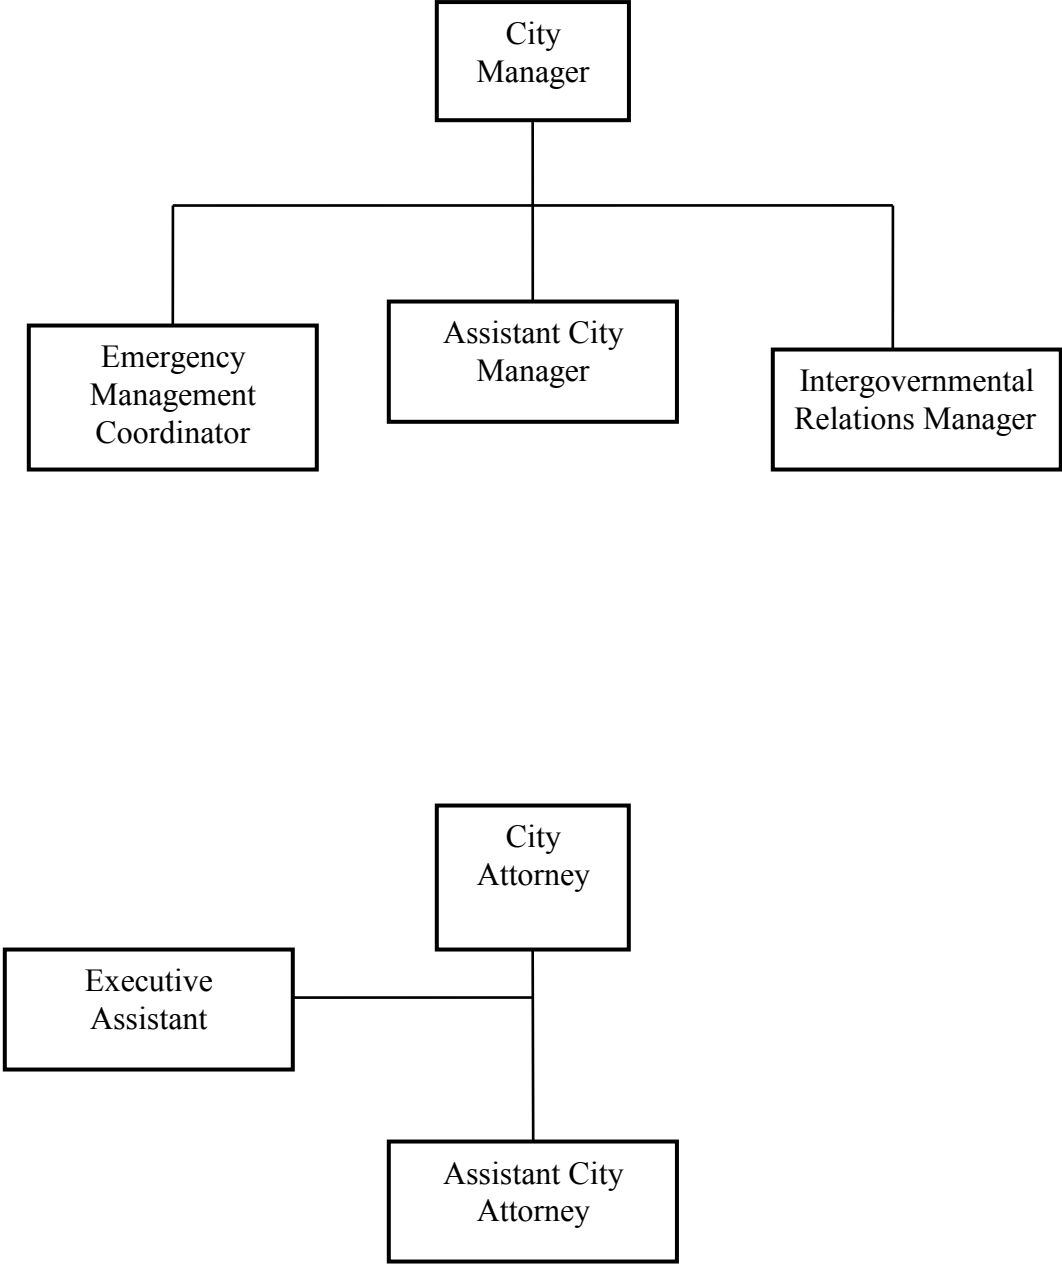 City
Manager
Emergency
Management
Coordinator
Assistant City
Manager
Intergovernmental
Relations Manager
City
Attorney
Executive
Assistant
Assistant City
Attorney